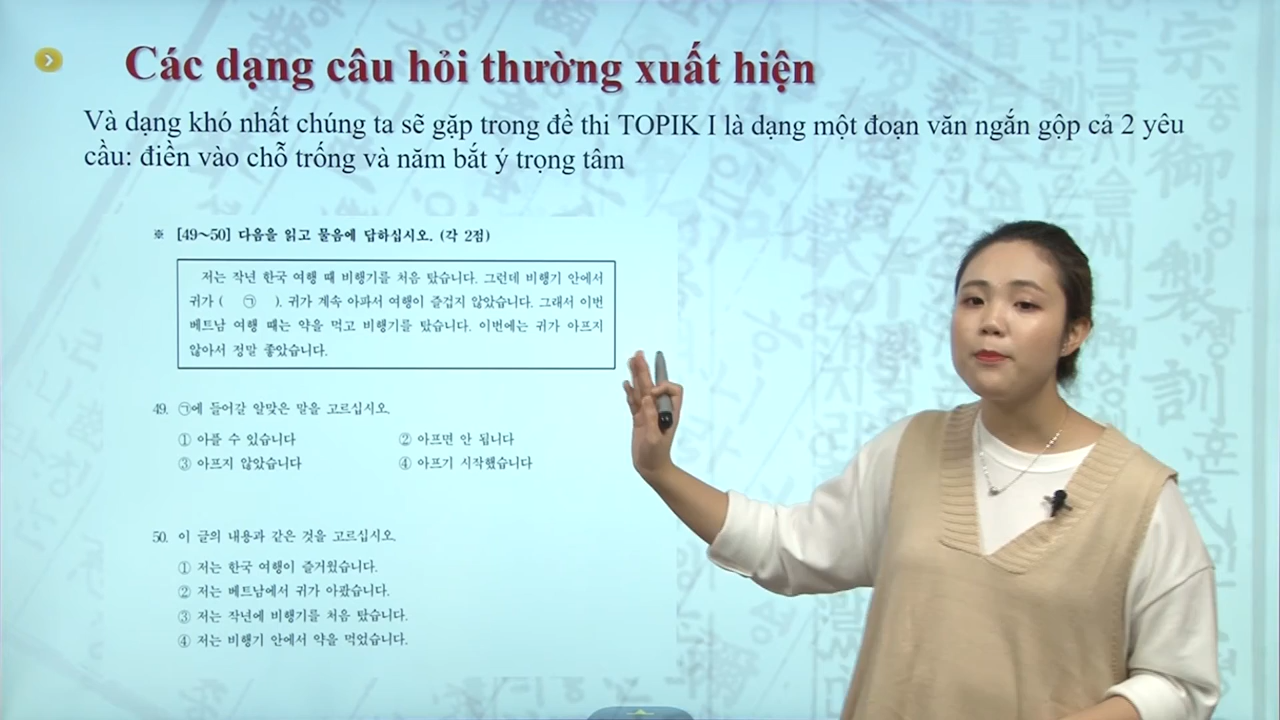 Các dạng câu hỏi thường xuất hiện
Và dạng khó nhất chúng ta sẽ gặp trong đề thi TOPIK I là dạng một đoạn văn ngắn gộp cả 2 yêu
cầu: điền vào chỗ trống và năm bắt ý trọng tâm
※ [49~50] 다음을 읽고 물음에 답하십시오. (각 2점)
저는 작년 한국 여행 때 비행기를 처음 탔습니다. 그런데 비행기 안에서
귀가 ( ㉠ ). 귀가 계속 아파서 여행이 즐겁지 않았습니다. 그래서 이번
베트남 여행 때는 약을 먹고 비행기를 탔습니다. 이번에는 귀가 아프지
않아서 정말 좋았습니다.
49. ㉠에 들어갈 알맞은 말을 고르십시오.
① 아플 수 있습니다 ② 아프면 안 됩니다
③ 아프지 않았습니다 ④ 아프기 시작했습니다
50. 이 글의 내용과 같은 것을 고르십시오.
① 저는 한국 여행이 즐거웠습니다.
② 저는 베트남에서 귀가 아팠습니다.
③ 저는 작년에 비행기를 처음 탔습니다.
④ 저는 비행기 안에서 약을 먹었습니다.